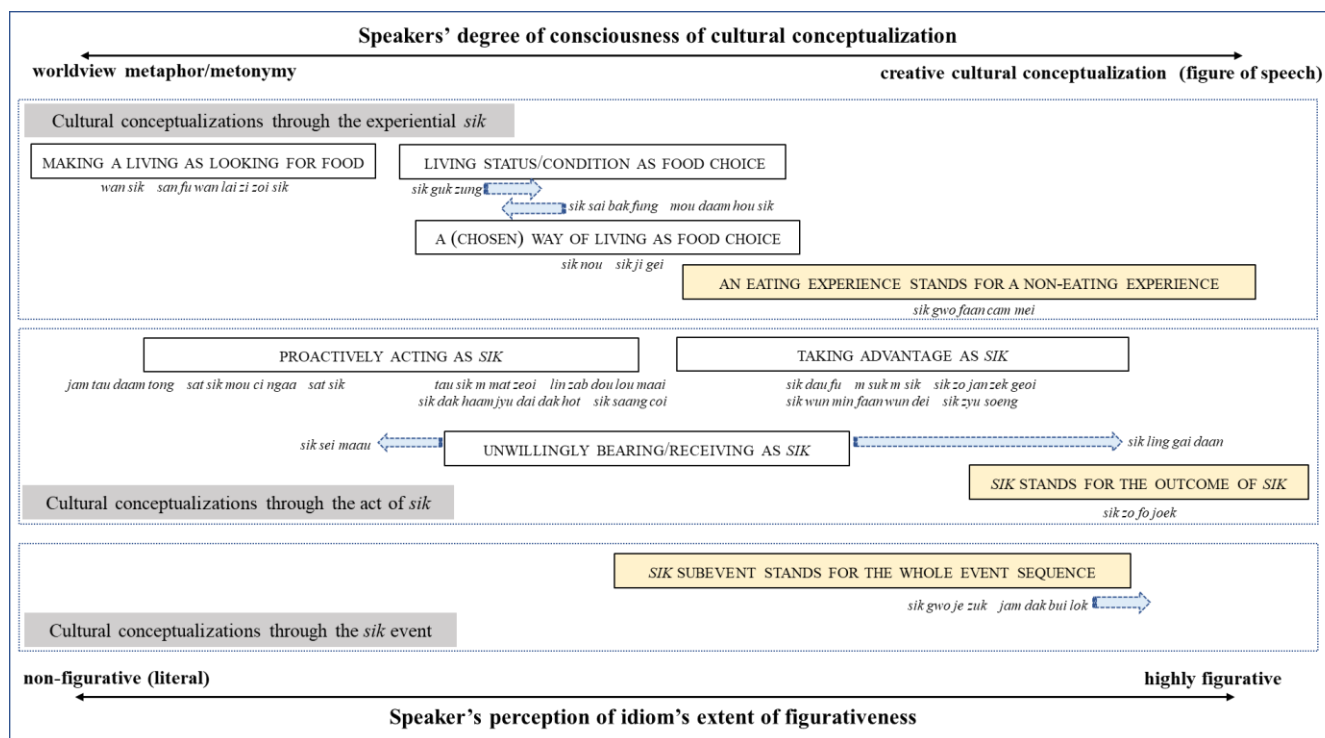 Speakers' degree of consciousness of cultural conceptualization
worldview metaphor/metonymy
creative cultural conceptualization (figure of speech)
Cultural conceptualizations through the experiential sik
MAKING A LIVING AS LOOKING FOR FOOD
wan sik san fu wan lai zi zoi sik
LIVING STATUS/CONDITION AS FOOD CHOICE
sik guk zung
sik sai bak fung mou daam hou sik
A (CHOSEN) WAY OF LIVING AS FOOD CHOICE
sik nou sik ji gei
AN EATING EXPERIENCE STANDS FOR A NON-EATING EXPERIENCE
sik gwo faan cam mei
PROACTIVELY ACTING AS SIK
jam tau daam tong sat sik mou ci ngaa sat sik
tau sik m mat zeoi lin zab dou lou maai
sik dak haam jyu dai dak hot sik saang coi
TAKING ADVANTAGE AS SIK
sik dau fu m suk m sik sik zo jan zek geoi
sik wun min faan wun dei sik zyu soeng
sik sei maau
UNWILLINGLY BEARING/RECEIVING AS SIK
sik ling gai daan
SIK STANDS FOR THE OUTCOME OF SIK
sik zo fo joek
Cultural conceptualizations through the act of sik
SIK SUBEVENT STANDS FOR THE WHOLE EVENT SEQUENCE
sik gwo je zuk jam dak bui lok
Cultural conceptualizations through the sik event
non-figurative (literal)
highly figurative
Speaker's perception of idiom's extent of figurativeness